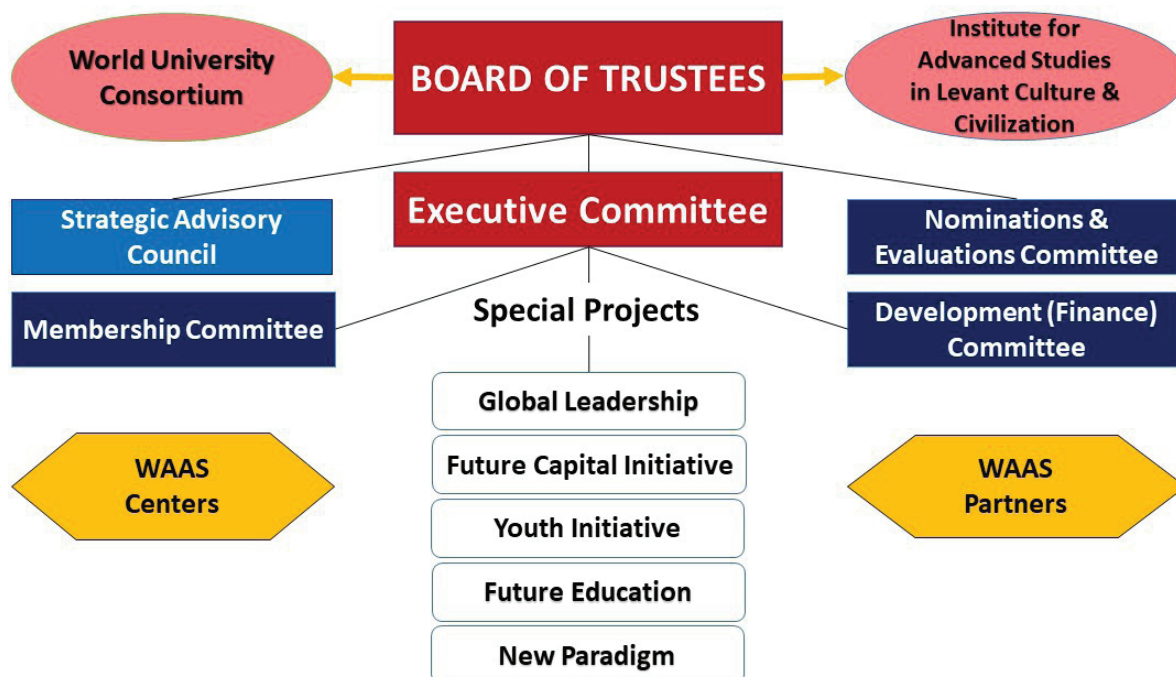 World University
Consortium
BOARD OF TRUSTEES
Institute for
Advanced Studies
in Levant Culture &
Civilization
Strategic Advisory
Council
Executive Committee
Nominations &
Evaluations Committee
Membership Committee
Special Projects
Development (Finance)
Committee
Global Leadership
Future Capital Initiative
Youth Initiative
Future Education
New Paradigm
WAAS
Centers
WAAS
Partners